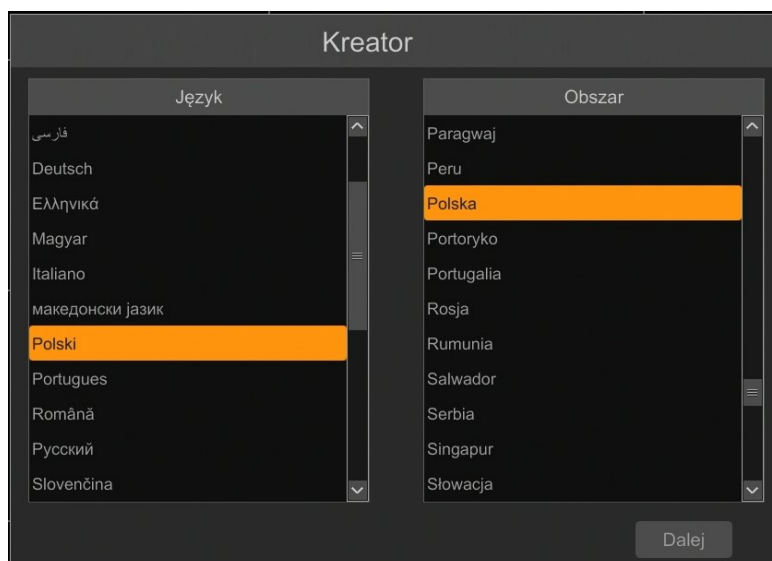 Kreator
Język
فارسی
Deutsch
Ελληνικά
Magyar
Italiano
македонски јазик
Polski
Portugues
Română
Русский
Slovenčina
Obszar
Paragwaj
Peru
Polska
Portoryko
Portugalia
Rosja
Rumunia
Salwador
Serbia
Singapur
Słowacja
Dalej